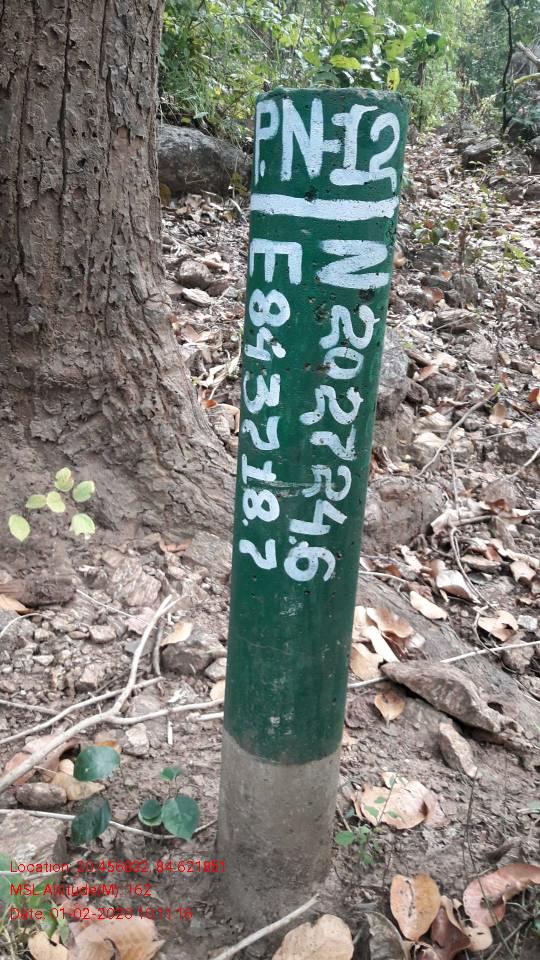 P.N-12
N 20 27 24.6
E 84 37 18.7
Location: 20.456832, 84.621851
MSL Altitude(M): 162
Date: 01-02-2023 10:11:16